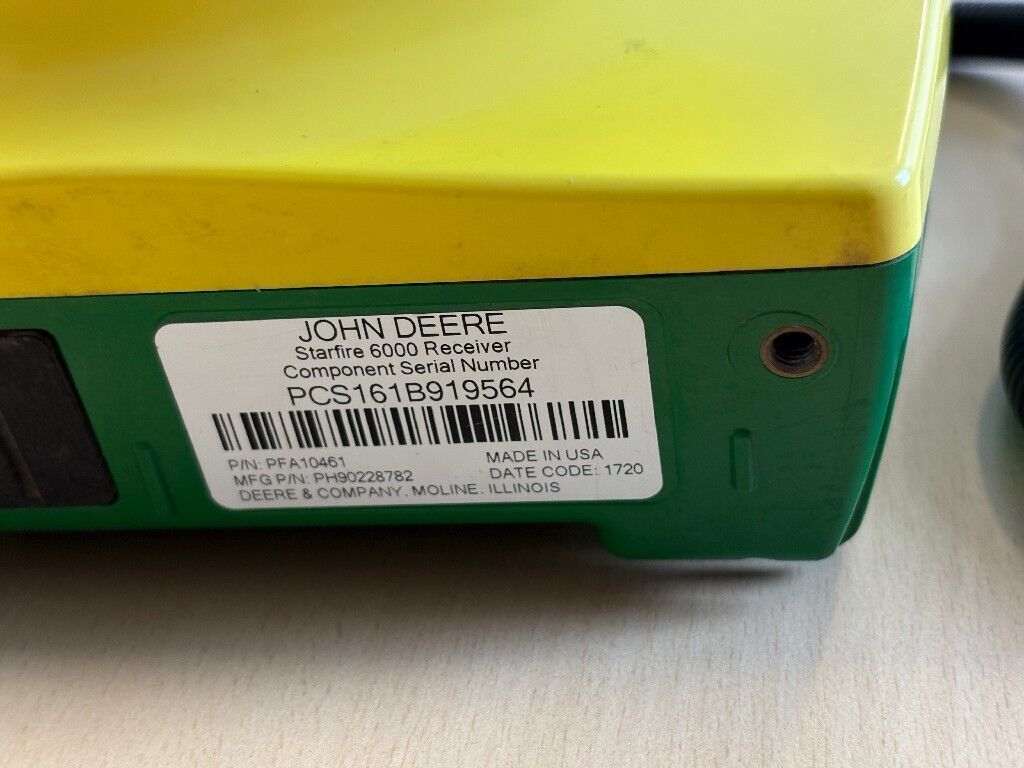 JOHN DEERE
Starfire 6000 Receiver
Component Serial Number
PCS161B919564
P/N: PFA10461 MADE IN USA
MFG P/N: PH90228782 DATE CODE: 1720
DEERE & COMPANY. MOLINE. ILLINOIS